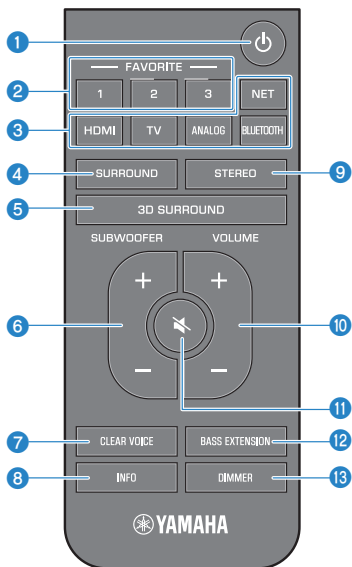 1
FAVORITE
2
1 2 3 NET
3
HDMI TV ANALOG BLUETOOTH
4 SURROUND STEREO 9
5 3D SURROUND
SUBWOOFER VOLUME
+ +
6 10
11
− −
7 CLEAR VOICE BASS EXTENSION 12
8 INFO DIMMER 13
YAMAHA